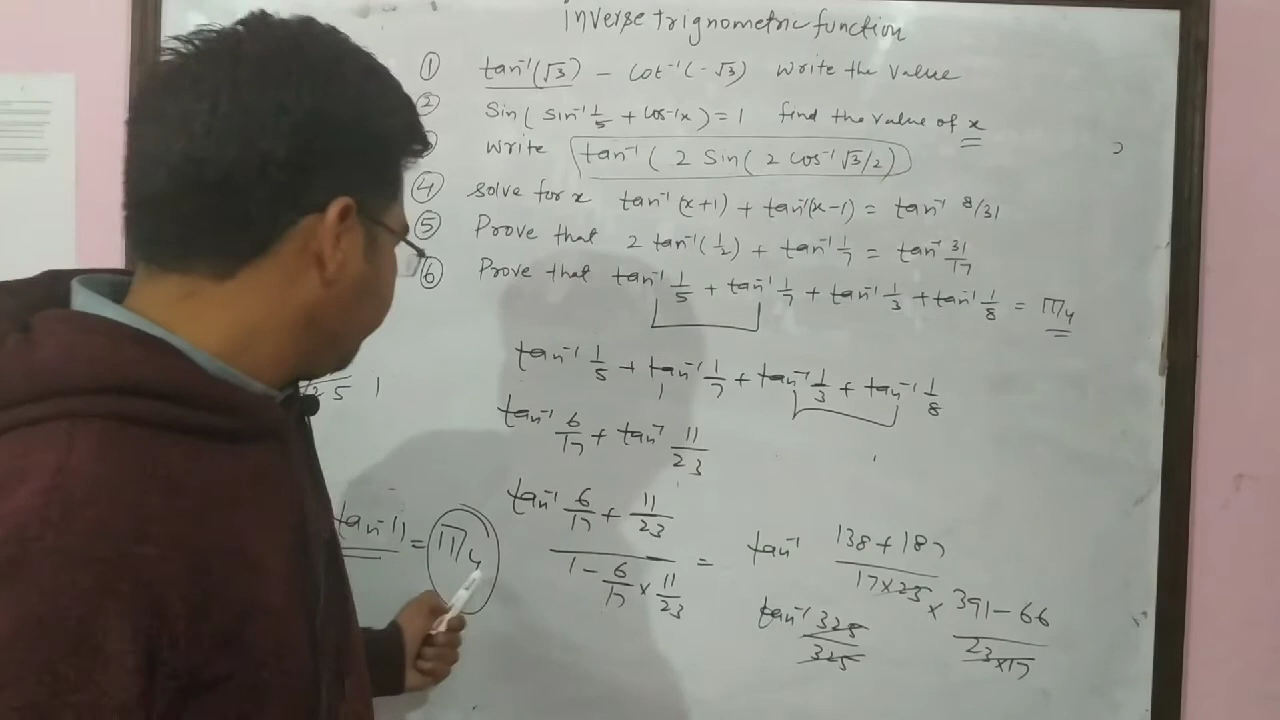 inverse trignometric function
① tan⁻¹(√3) - Cot⁻¹(-√3) Write the Value
② Sin( Sin⁻¹ 1/5 + Cos⁻¹x) = 1 find the value of x
Write tan⁻¹( 2 Sin( 2 Cos⁻¹ √3/2)
④ Solve for x tan⁻¹(x+1) + tan⁻¹(x-1) = tan⁻¹ 8/31
⑤ Prove that 2 tan⁻¹(1/2) + tan⁻¹ 1/7 = tan⁻¹ 31/17
⑥ Prove that tan⁻¹ 1/5 + tan⁻¹ 1/7 + tan⁻¹ 1/3 + tan⁻¹ 1/8 = π/4
tan⁻¹ 1/5 + tan⁻¹ 1/7 + tan⁻¹ 1/3 + tan⁻¹ 1/8
25 1
tan⁻¹ 6/17 + tan⁻¹ 11/23
tan⁻¹ 6/17 + 11/23 / 1 - 6/17 × 11/23 = tan⁻¹ 138 + 187 / 17 × 23 × 391 - 66 / 23 × 17
tan⁻¹ 1 = π/4
tan⁻¹ 325/325